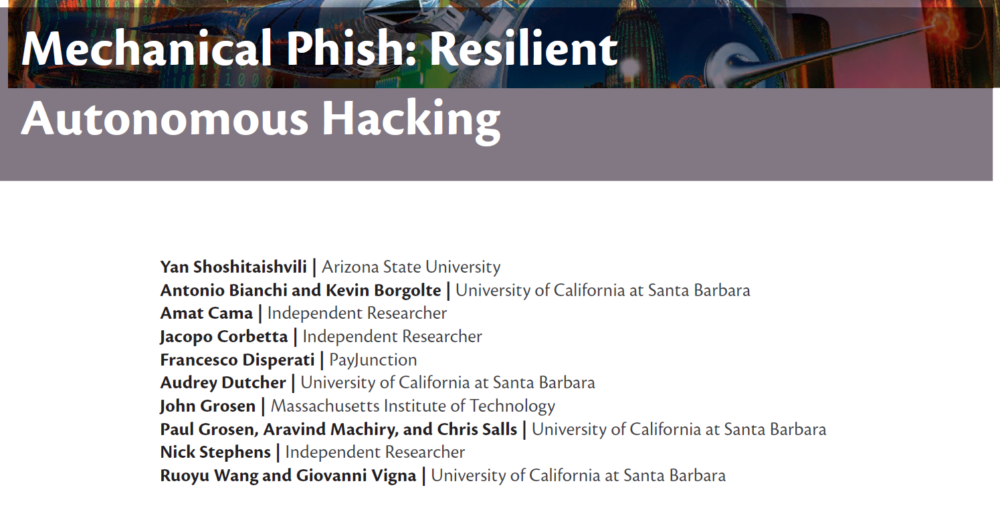 Mechanical Phish: Resilient
Autonomous Hacking
Yan Shoshitaishvili | Arizona State University
Antonio Bianchi and Kevin Borgolte | University of California at Santa Barbara
Amat Cama | Independent Researcher
Jacopo Corbetta | Independent Researcher
Francesco Disperati | PayJunction
Audrey Dutcher | University of California at Santa Barbara
John Grosen | Massachusetts Institute of Technology
Paul Grosen, Aravind Machiry, and Chris Salls | University of California at Santa Barbara
Nick Stephens | Independent Researcher
Ruoyu Wang and Giovanni Vigna | University of California at Santa Barbara